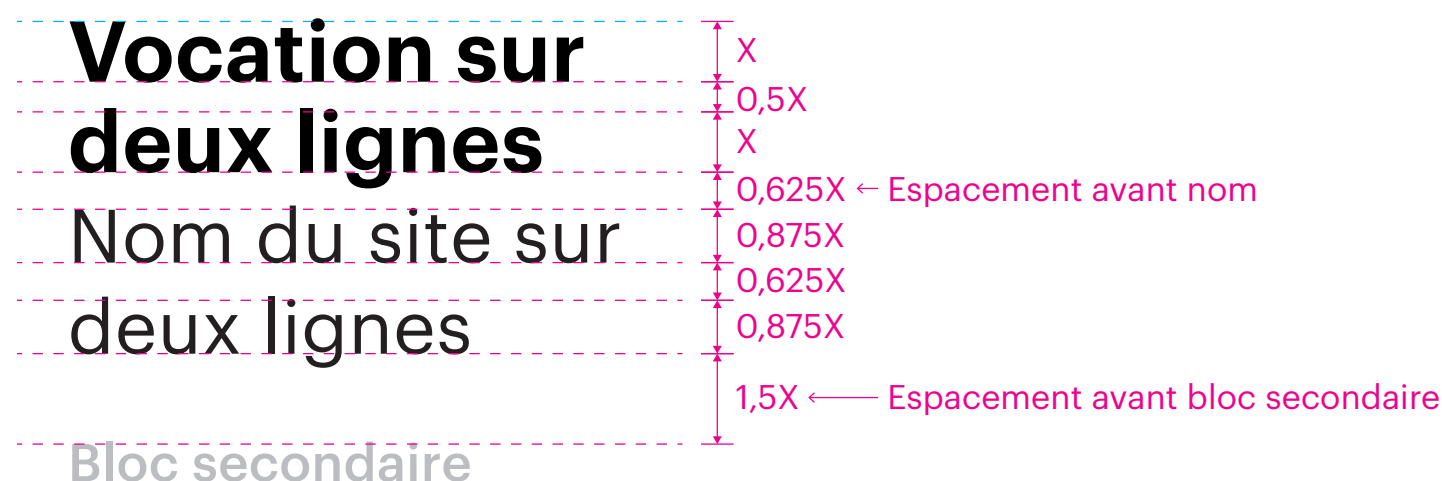 Vocation sur
X
0,5X
deux lignes
X
0,625X ← Espacement avant nom
Nom du site sur
0,875X
0,625X
deux lignes
0,875X
1,5X ← Espacement avant bloc secondaire
Bloc secondaire